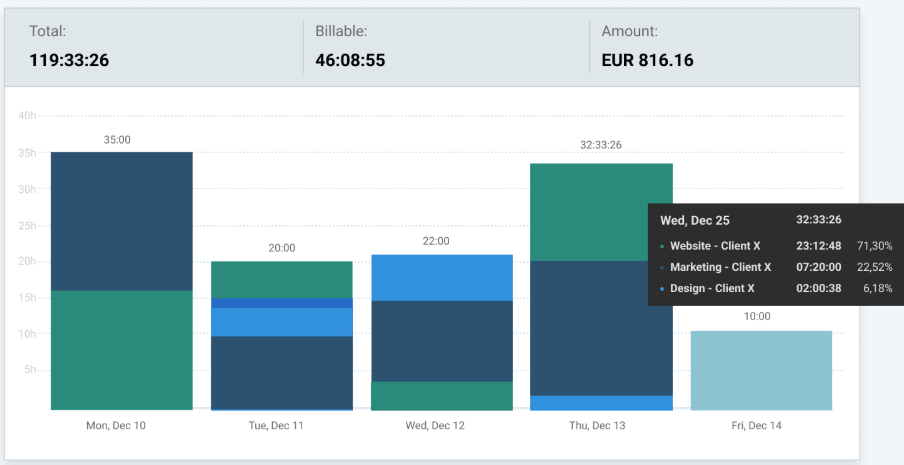 Total: Billable: Amount:
119:33:26 46:08:55 EUR 816.16
40h
35:00
32:33:26
35h
30h
Wed, Dec 25 32:33:26
25h
22:00
Website - Client X 23:12:48 71,30%
20:00
20h
Marketing - Client X 07:20:00 22,52%
Design - Client X 02:00:38 6,18%
15h
10:00
10h
5h
Mon, Dec 10 Tue, Dec 11 Wed, Dec 12 Thu, Dec 13 Fri, Dec 14